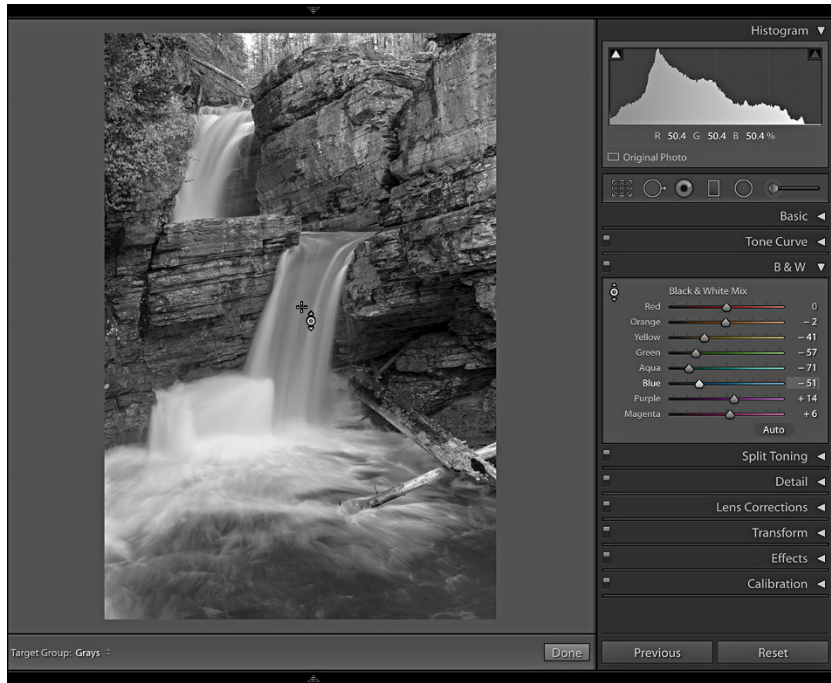 Histogram
R 50.4 G 50.4 B 50.4 %
Original Photo
Basic
Tone Curve
B & W
Black & White Mix
Red 0
Orange – 2
Yellow – 41
Green – 57
Aqua – 71
Blue – 51
Purple + 14
Magenta + 6
Auto
Split Toning
Detail
Lens Corrections
Transform
Effects
Calibration
Target Group: Grays Done Previous Reset